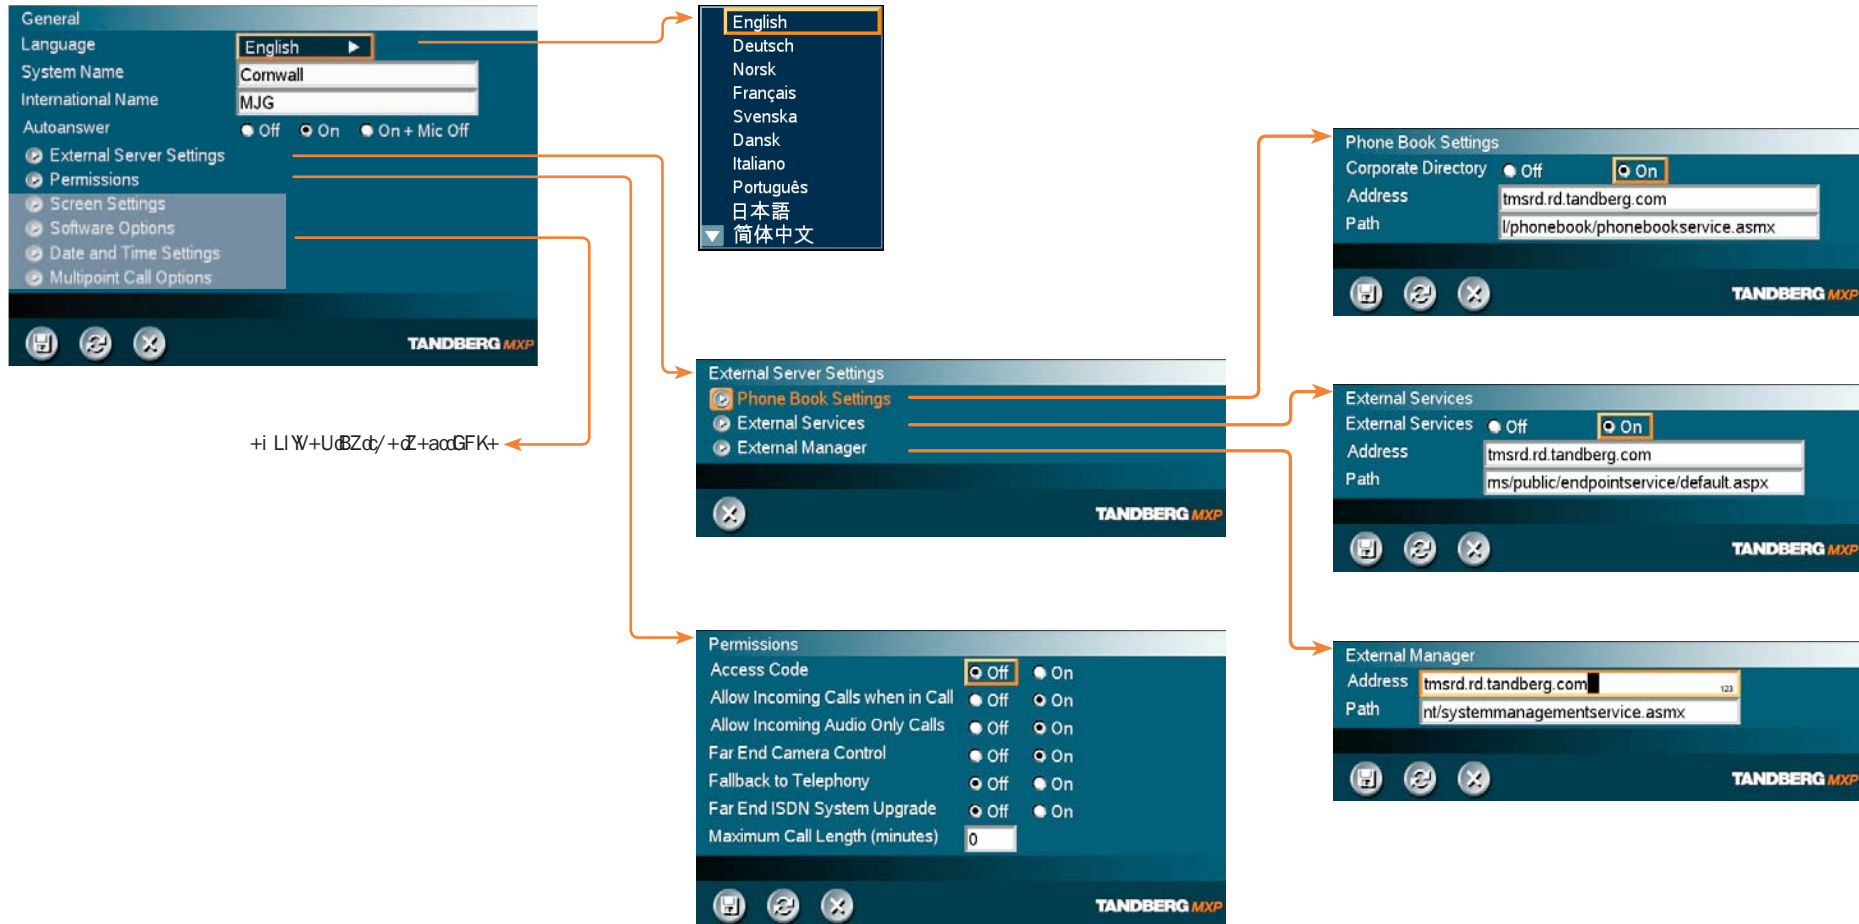 General
Language
English
System Name
Cornwall
International Name
MJG
Autoanswer
Off On On + Mic Off
External Server Settings
Permissions
Screen Settings
Software Options
Date and Time Settings
Multipoint Call Options
TANDBERG MXP
English
Deutsch
Norsk
Français
Svenska
Dansk
Italiano
Português
日本語
简体中文
External Server Settings
Phone Book Settings
External Services
External Manager
TANDBERG MXP
Permissions
Access Code Off On
Allow Incoming Calls when in Call Off On
Allow Incoming Audio Only Calls Off On
Far End Camera Control Off On
Fallback to Telephony Off On
Far End ISDN System Upgrade Off On
Maximum Call Length (minutes) 0
TANDBERG MXP
Phone Book Settings
Corporate Directory Off On
Address tmsrd.rd.tandberg.com
Path l/phonebook/phonebookservice.asmx
TANDBERG MXP
External Services
External Services Off On
Address tmsrd.rd.tandberg.com
Path ms/public/endpointservice/default.aspx
TANDBERG MXP
External Manager
Address tmsrd.rd.tandberg.com 123
Path nt/systemmanagementservice.asmx
TANDBERG MXP